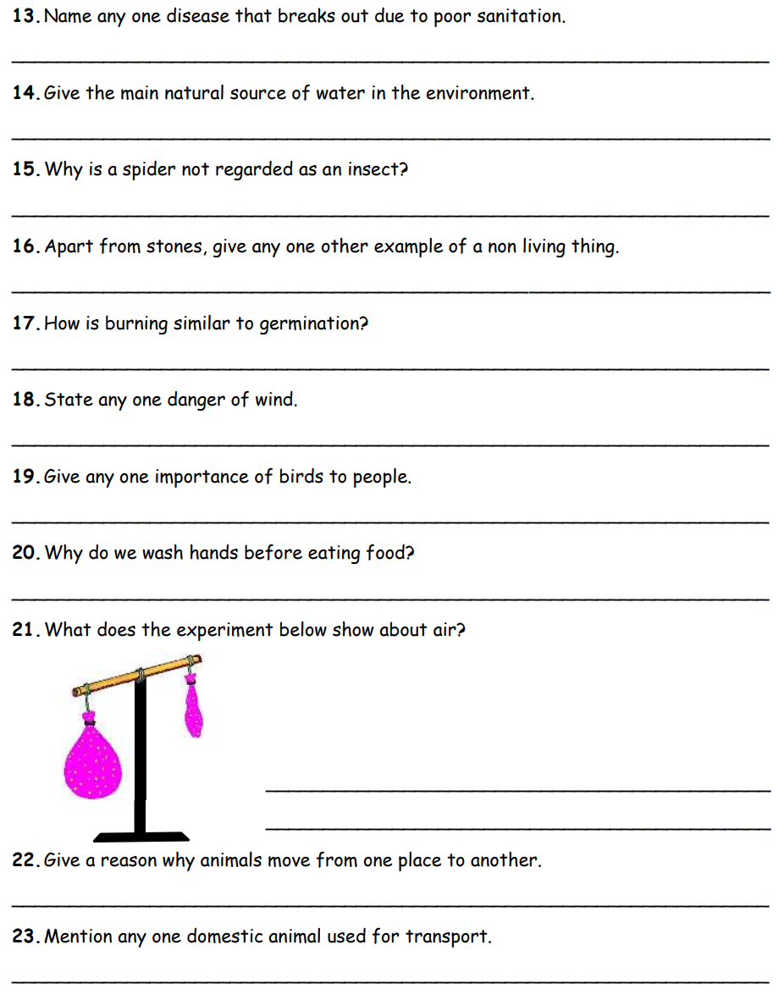 13. Name any one disease that breaks out due to poor sanitation.
14. Give the main natural source of water in the environment.
15. Why is a spider not regarded as an insect?
16. Apart from stones, give any one other example of a non living thing.
17. How is burning similar to germination?
18. State any one danger of wind.
19. Give any one importance of birds to people.
20. Why do we wash hands before eating food?
21. What does the experiment below show about air?
22. Give a reason why animals move from one place to another.
23. Mention any one domestic animal used for transport.